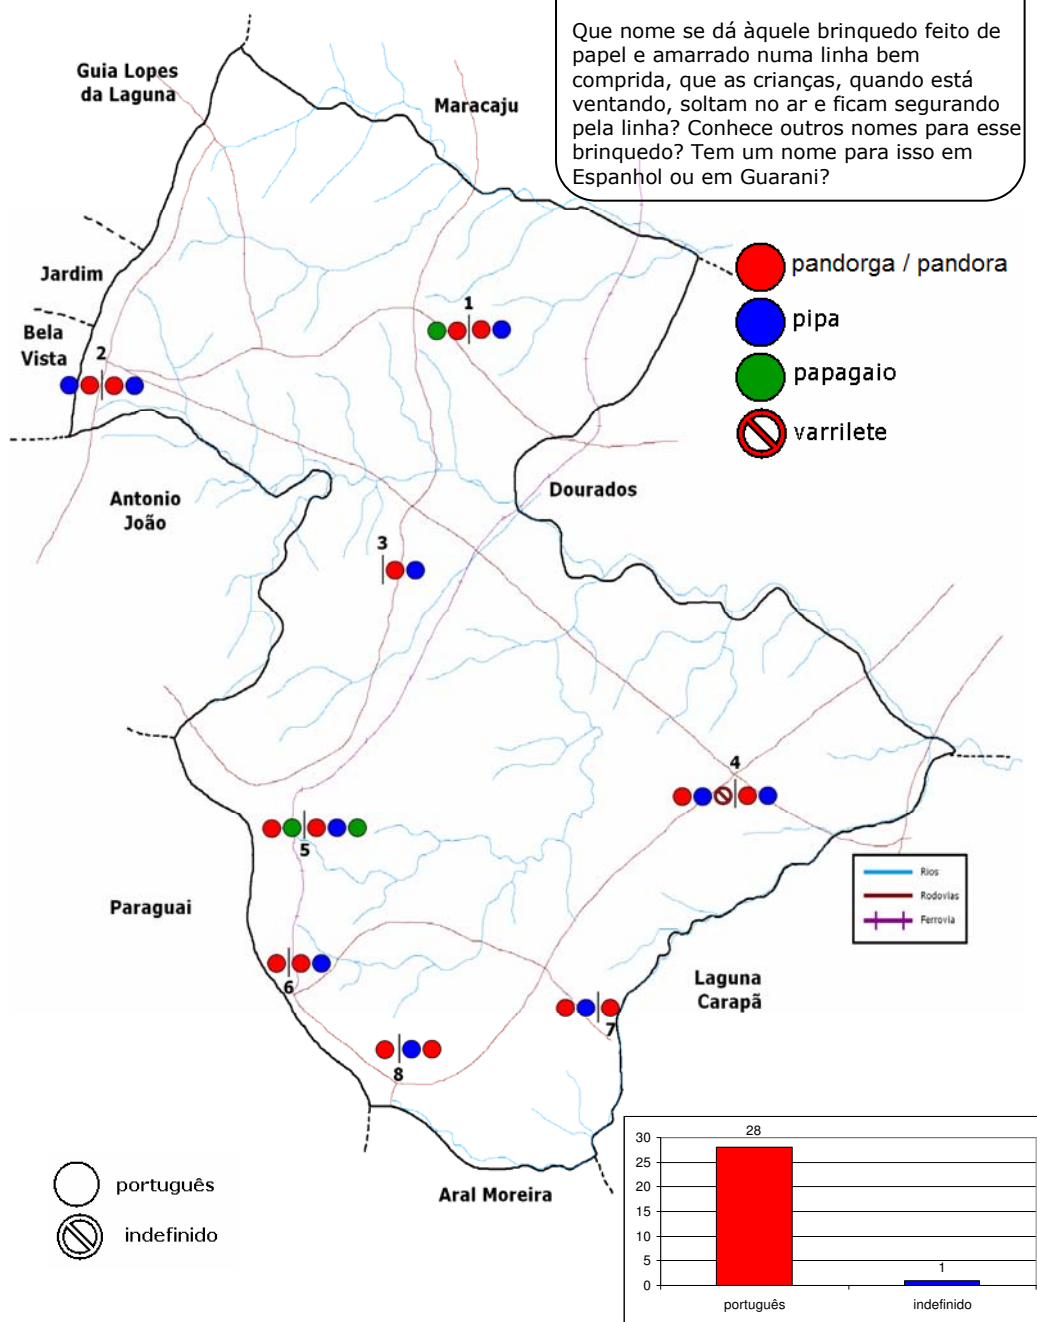 Que nome se dá àquele brinquedo feito de
papel e amarrado numa linha bem
comprida, que as crianças, quando está
ventando, soltam no ar e ficam segurando
pela linha? Conhece outros nomes para esse
brinquedo? Tem um nome para isso em
Espanhol ou em Guarani?
Guia Lopes
da Laguna
Maracaju
pandorga / pandora
pipa
papagaio
varrilete
Jardim
Bela
Vista
1
2
Antonio
João
Dourados
3
4
5
Rios
Rodovias
Ferrovia
Paraguai
6
Laguna
Carapã
7
8
português
indefinido
Aral Moreira
30
25
20
15
10
5
0
28
1
português
indefinido